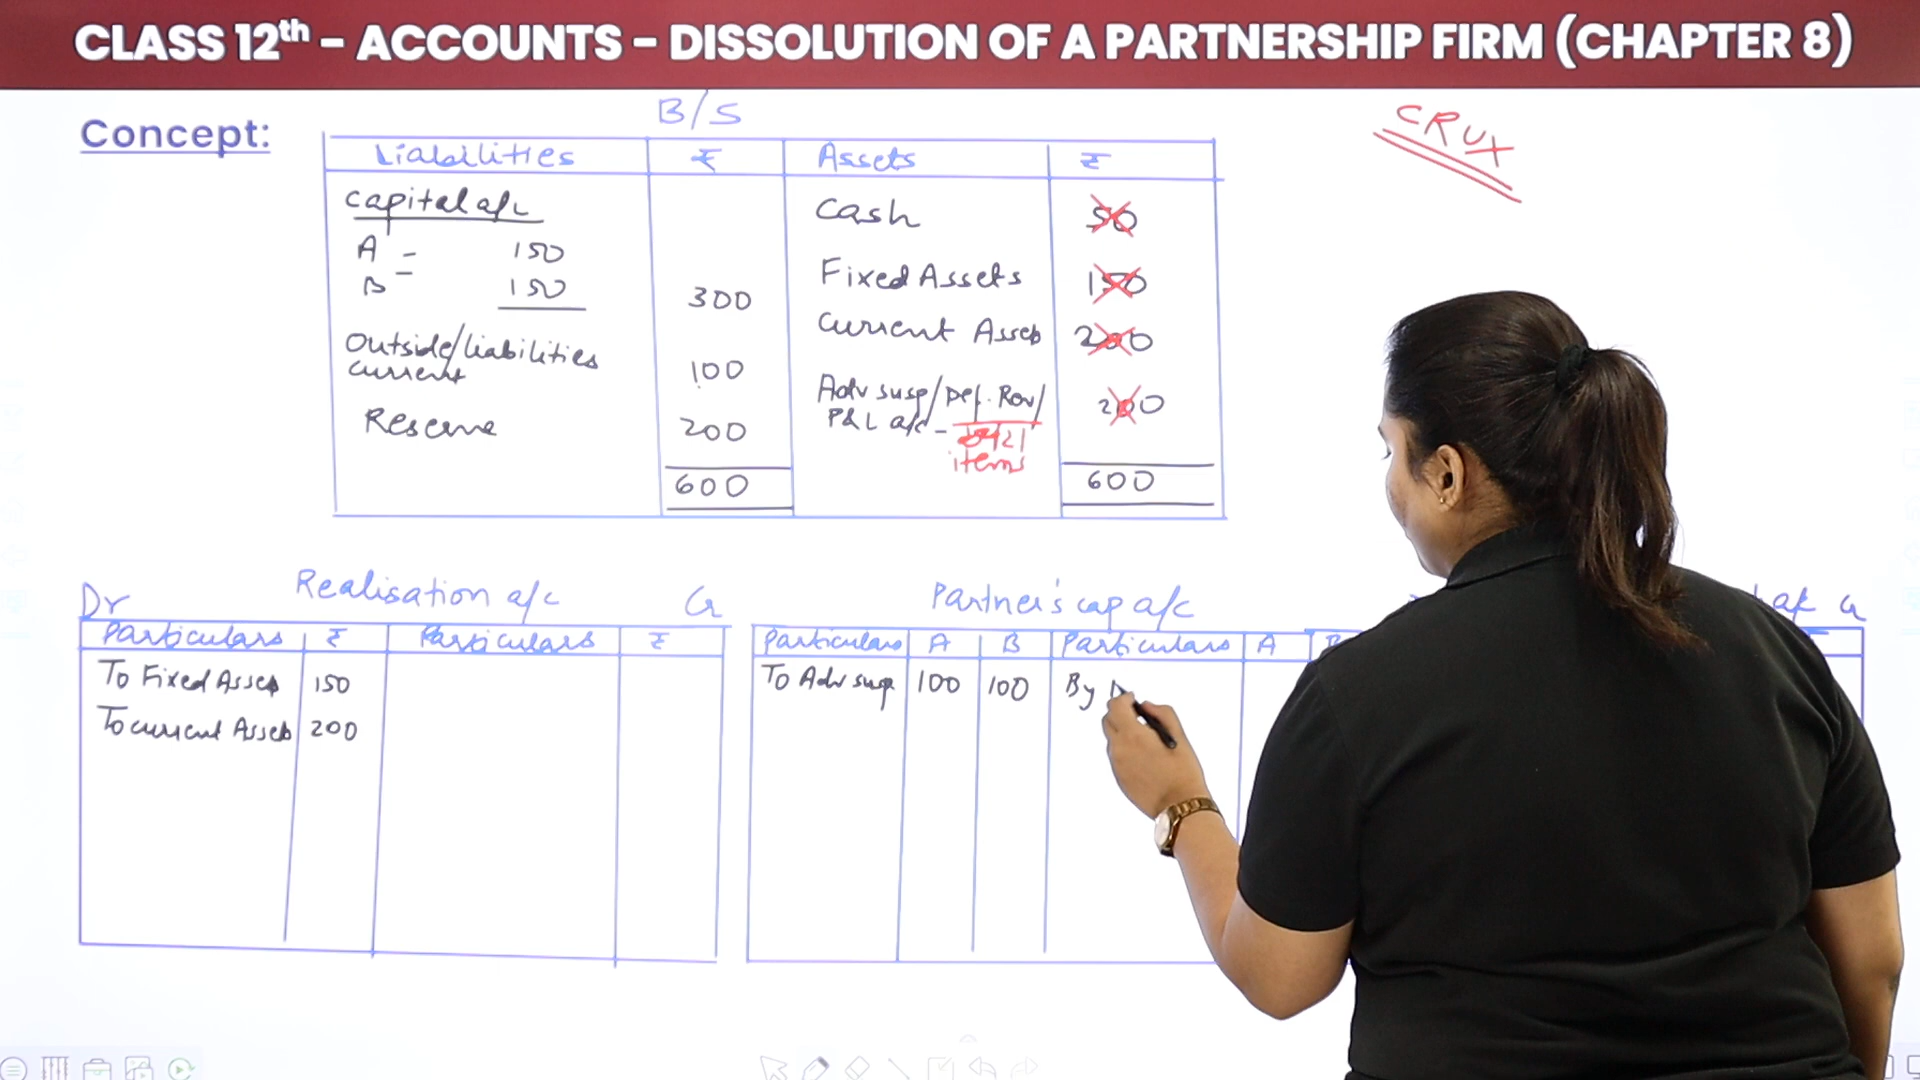 CLASS 12th - ACCOUNTS - DISSOLUTION OF A PARTNERSHIP FIRM (CHAPTER 8)
Concept:
B/S
CRUX
Liabilities ₹ Assets ₹
Capital a/c Cash 50
A = 150
B 150 300 Fixed Assets 150
Outside/liabilities 100 Current Assets 200
current
Reserve 200 Adv susp/Def. Rev/ 200
P&L a/c -
items
600 600
Dr Realisation a/c Cr
Particulars ₹ Particulars ₹
To Fixed Assets 150
To current Assets 200
Partner's cap a/c
Particulars A B Particulars A B
To Adv susp 100 100 By
a/c Cr